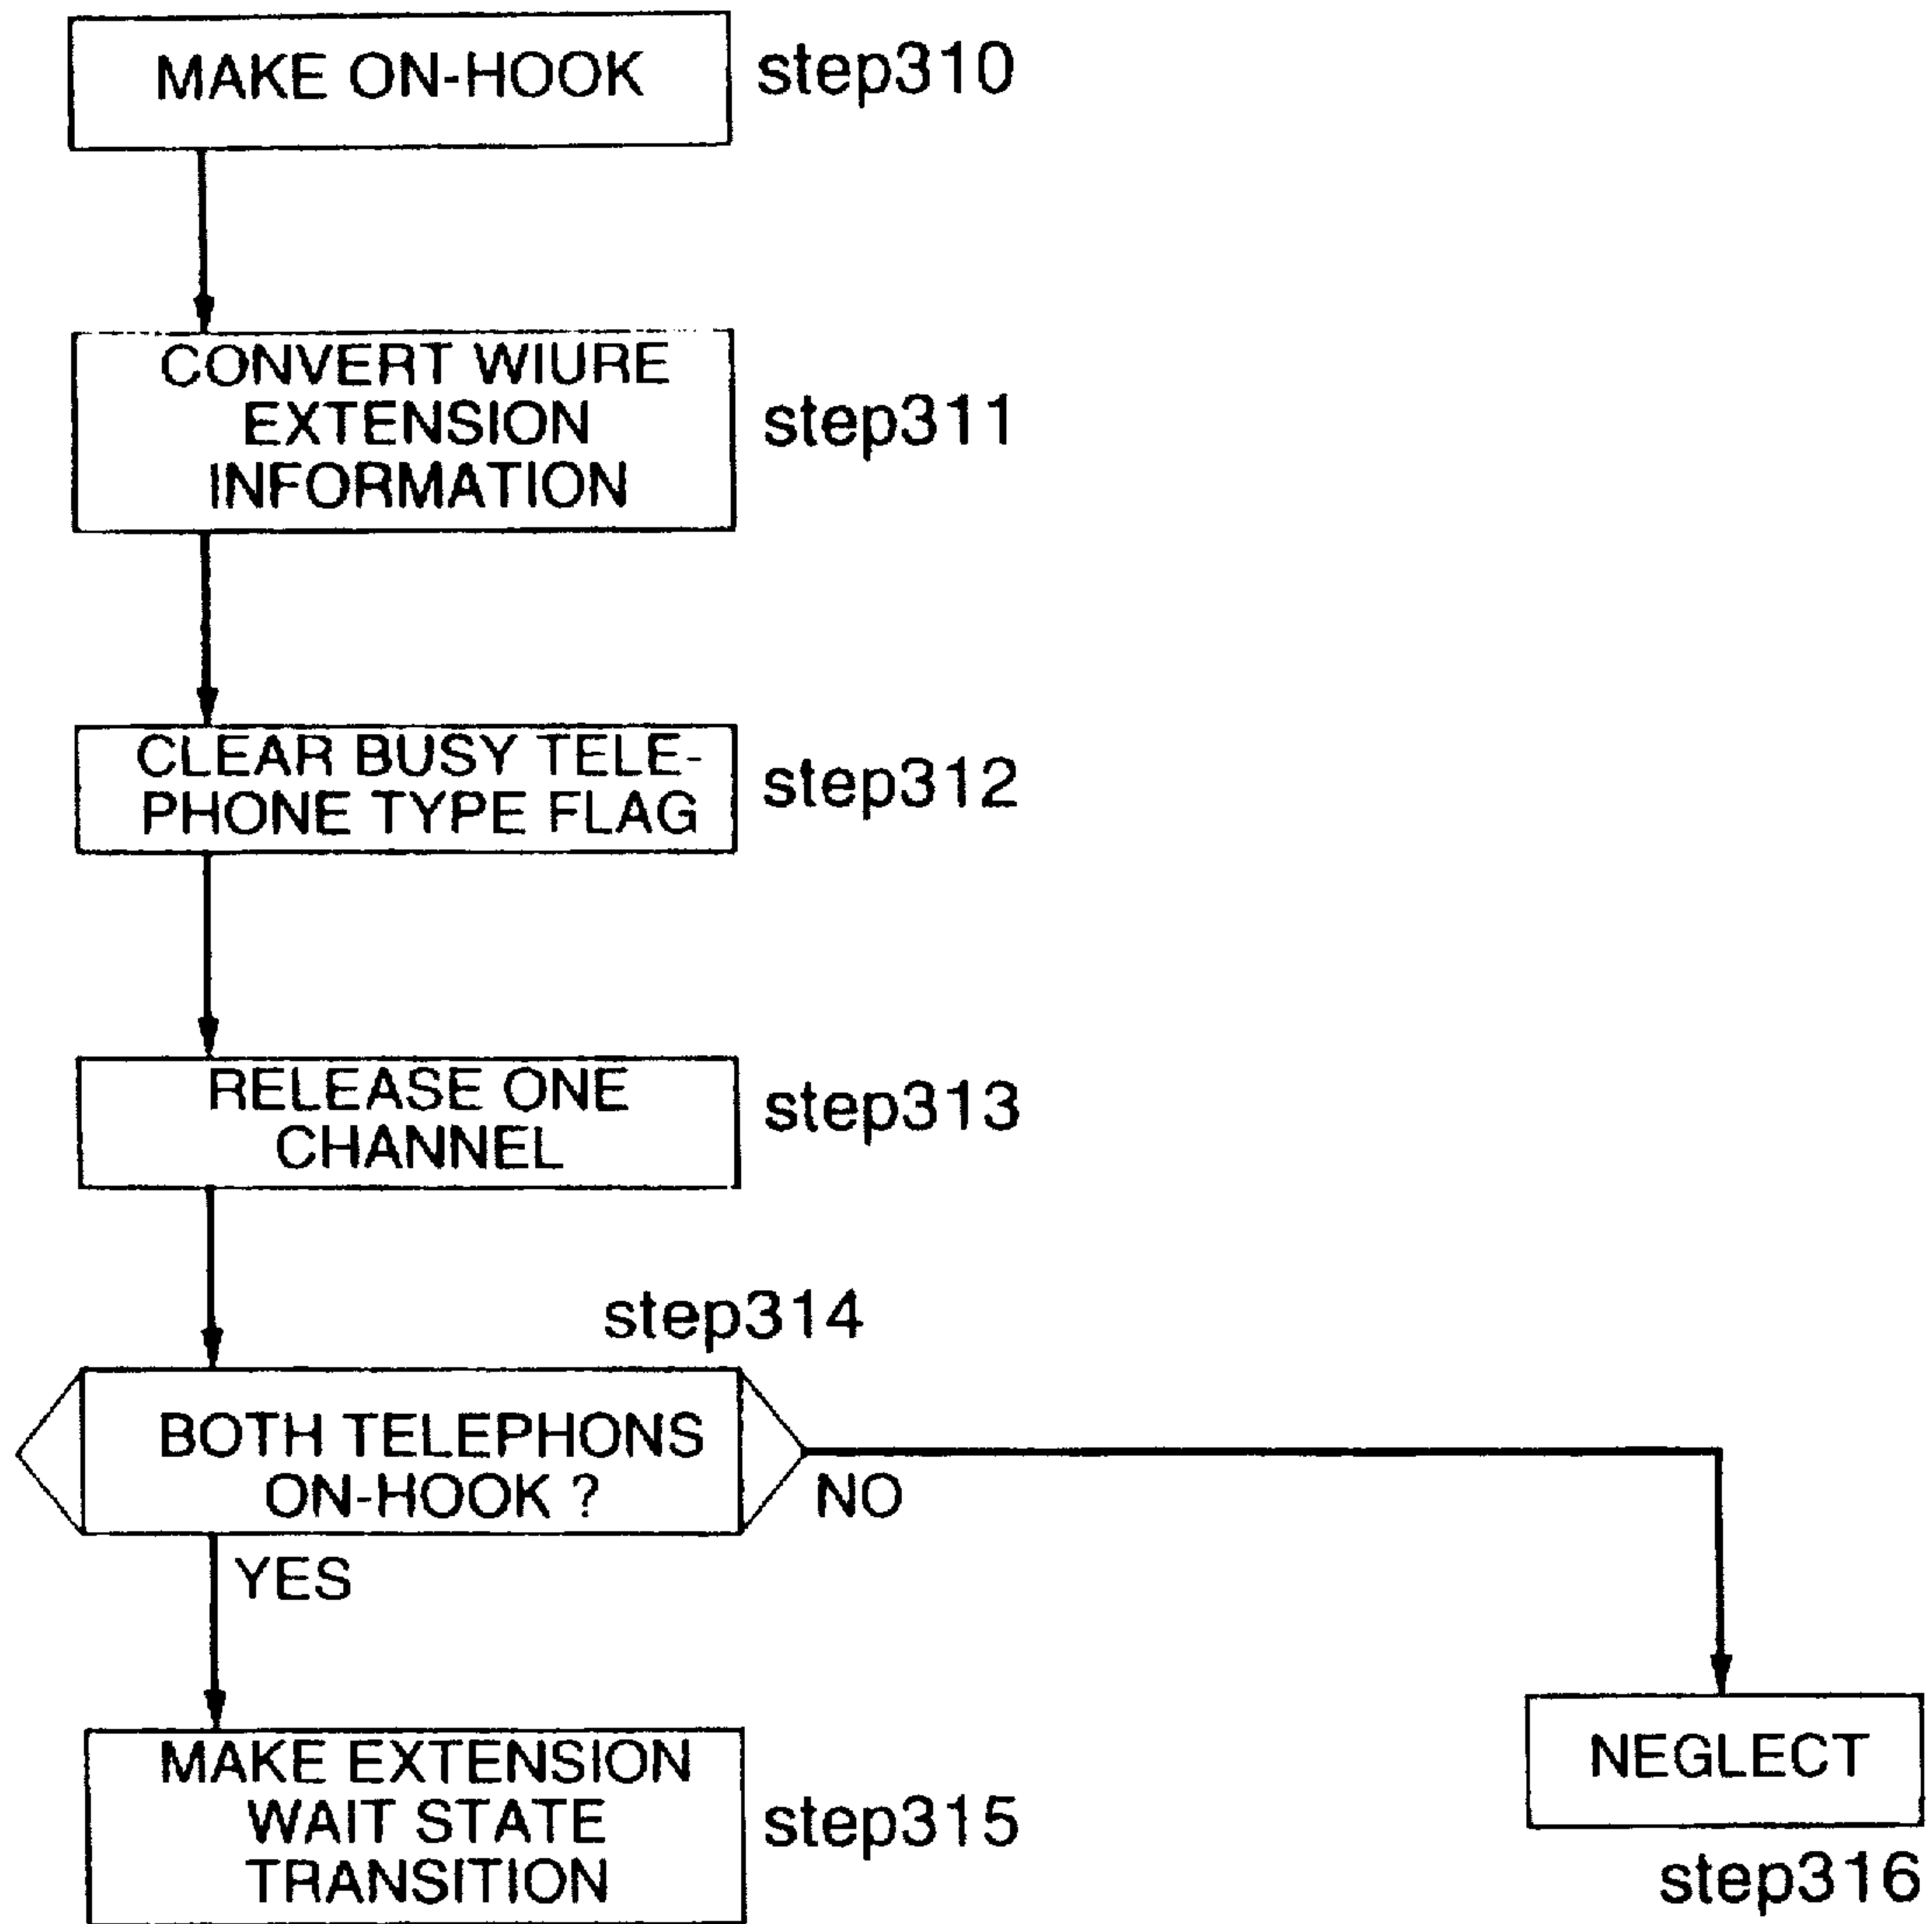 MAKE ON-HOOK
step310
CONVERT WIURE
EXTENSION
INFORMATION
step311
CLEAR BUSY TELE-
PHONE TYPE FLAG
step312
RELEASE ONE
CHANNEL
step313
step314
BOTH TELEPHONS
ON-HOOK ?
NO
YES
MAKE EXTENSION
WAIT STATE
TRANSITION
step315
NEGLECT
step316